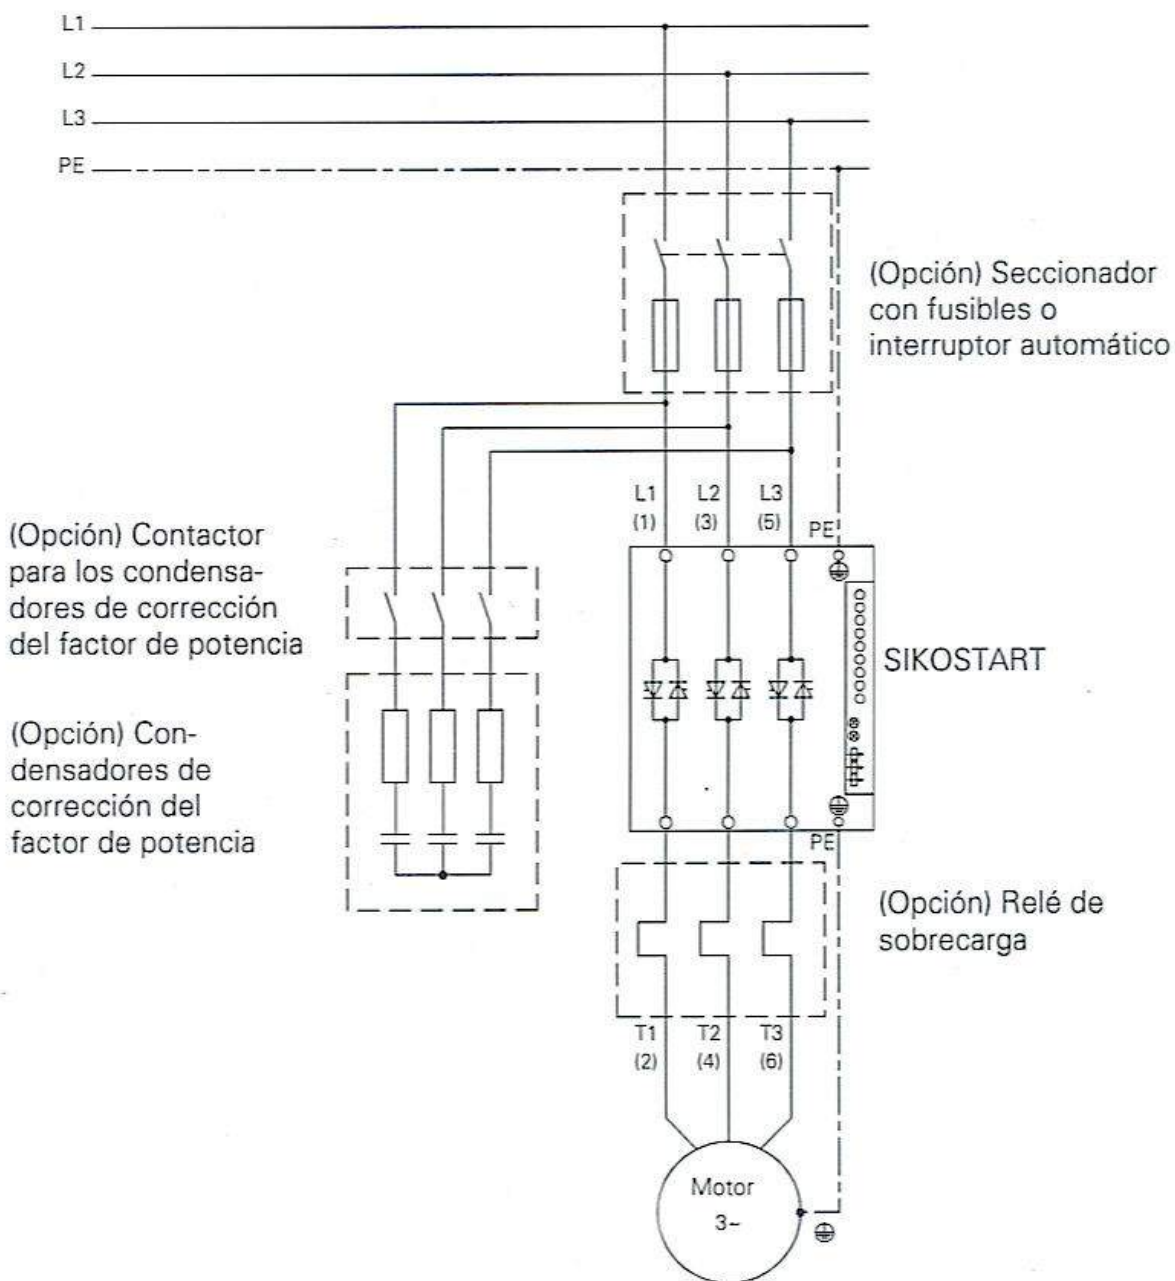 L1
L2
L3
PE
(Opción) Seccionador
con fusibles o
interruptor automático
L1 L2 L3
(1) (3) (5) PE
(Opción) Contactor
para los condensa-
dores de corrección
del factor de potencia
SIKOSTART
(Opción) Con-
densadores de
corrección del
factor de potencia
PE
(Opción) Relé de
sobrecarga
T1 T2 T3
(2) (4) (6)
Motor
3~